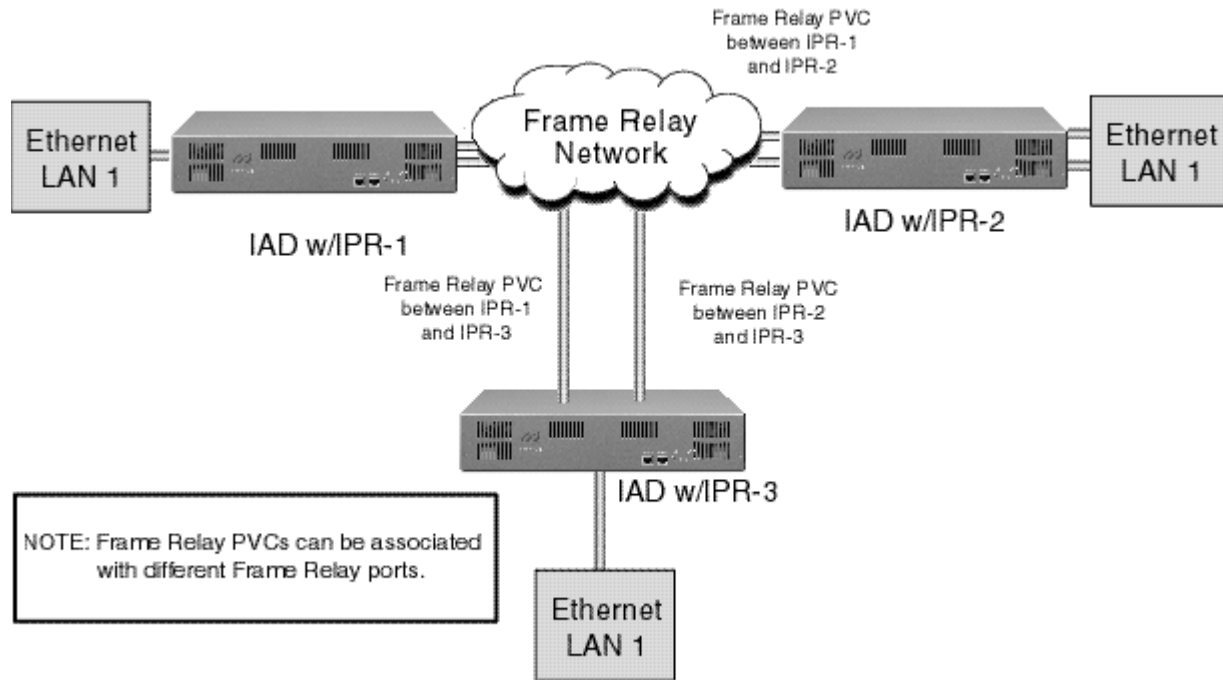 Frame Relay PVC
between IPR-1
and IPR-2
Ethernet
LAN 1
Frame Relay
Network
Ethernet
LAN 1
IAD w/IPR-1
IAD w/IPR-2
Frame Relay PVC
between IPR-1
and IPR-3
Frame Relay PVC
between IPR-2
and IPR-3
IAD w/IPR-3
NOTE: Frame Relay PVCs can be associated
with different Frame Relay ports.
Ethernet
LAN 1